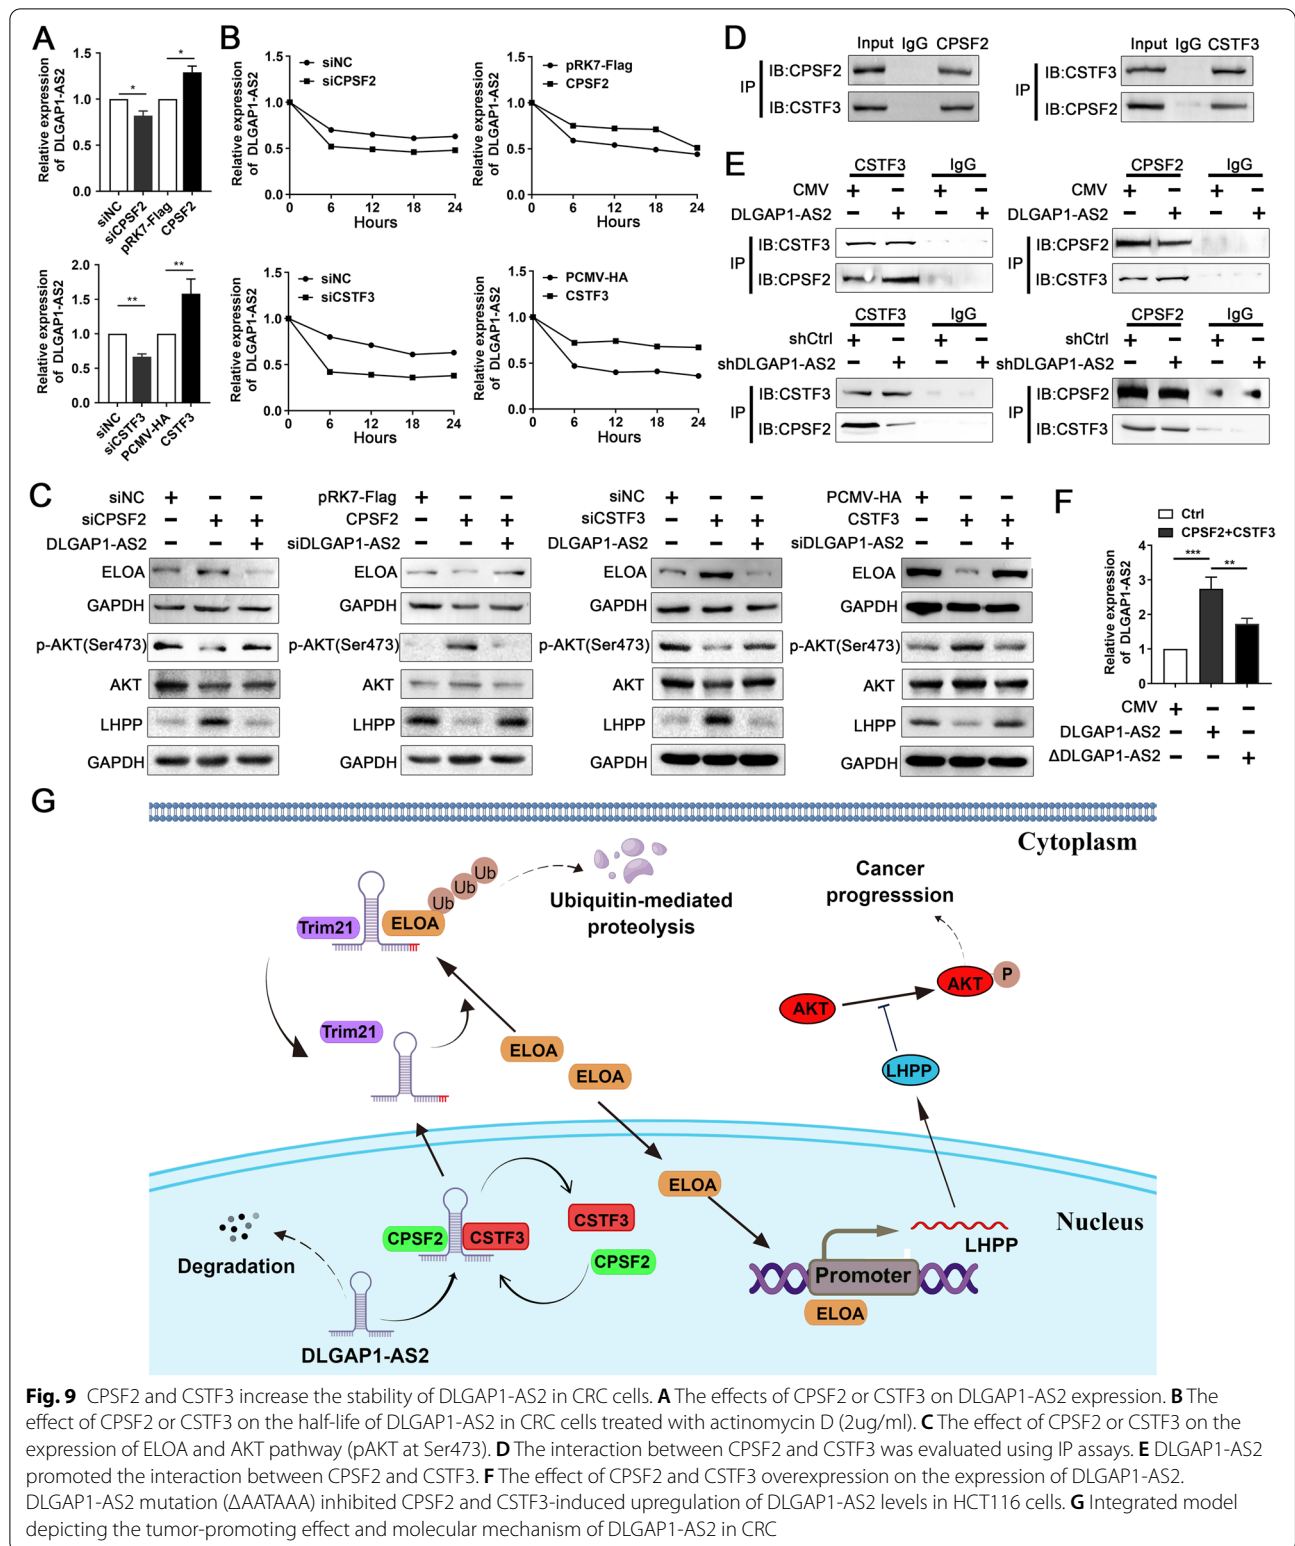 A
Relative expression
of DLGAP1-AS2
1.5
1.0
0.5
0.0
*
*
siNC
siCPSF2
pRK7-Flag
CPSF2
Relative expression
of DLGAP1-AS2
2.0
1.5
1.0
0.5
0.0
**
**
siNC
siCSTF3
PCMV-HA
CSTF3
B
Relative expression
of DLGAP1-AS2
1.5
1.0
0.5
0.0
siNC
siCPSF2
0 6 12 18 24
Hours
Relative expression
of DLGAP1-AS2
1.5
1.0
0.5
0.0
pRK7-Flag
CPSF2
0 6 12 18 24
Hours
Relative expression
of DLGAP1-AS2
1.5
1.0
0.5
0.0
siNC
siCSTF3
0 6 12 18 24
Hours
Relative expression
of DLGAP1-AS2
1.5
1.0
0.5
0.0
PCMV-HA
CSTF3
0 6 12 18 24
Hours
C
siNC + − −
siCPSF2 − + +
DLGAP1-AS2 − − +
ELOA
GAPDH
p-AKT(Ser473)
AKT
LHPP
GAPDH
pRK7-Flag + − −
CPSF2 − + +
siDLGAP1-AS2 − − +
ELOA
GAPDH
p-AKT(Ser473)
AKT
LHPP
GAPDH
siNC + − −
siCSTF3 − + +
DLGAP1-AS2 − − +
ELOA
GAPDH
p-AKT(Ser473)
AKT
LHPP
GAPDH
PCMV-HA + − −
CSTF3 − + +
siDLGAP1-AS2 − − +
ELOA
GAPDH
p-AKT(Ser473)
AKT
LHPP
GAPDH
D
Input IgG CPSF2
IP
IB:CPSF2
IB:CSTF3
Input IgG CSTF3
IP
IB:CSTF3
IB:CPSF2
E
CSTF3 IgG
CMV + − + −
DLGAP1-AS2 − + − +
IP
IB:CSTF3
IB:CPSF2
CPSF2 IgG
CMV + − + −
DLGAP1-AS2 − + − +
IP
IB:CPSF2
IB:CSTF3
CSTF3 IgG
shCtrl + − + −
shDLGAP1-AS2 − + − +
IP
IB:CSTF3
IB:CPSF2
CPSF2 IgG
shCtrl + − + −
shDLGAP1-AS2 − + − +
IP
IB:CPSF2
IB:CSTF3
F
Ctrl
CPSF2+CSTF3
Relative expression
of DLGAP1-AS2
4
3
2
1
0
***
**
CMV + − −
DLGAP1-AS2 − + −
ΔDLGAP1-AS2 − − +
G
Cytoplasm
Ub
Ub
Ub
Trim21
ELOA
Ubiquitin-mediated
proteolysis
Cancer
progresssion
AKT
P
AKT
Trim21
ELOA
ELOA
LHPP
ELOA
Nucleus
CPSF2
CSTF3
CSTF3
CPSF2
Degradation
DLGAP1-AS2
LHPP
Promoter
ELOA
Fig. 9 CPSF2 and CSTF3 increase the stability of DLGAP1-AS2 in CRC cells. A The effects of CPSF2 or CSTF3 on DLGAP1-AS2 expression. B The
effect of CPSF2 or CSTF3 on the half-life of DLGAP1-AS2 in CRC cells treated with actinomycin D (2ug/ml). C The effect of CPSF2 or CSTF3 on the
expression of ELOA and AKT pathway (pAKT at Ser473). D The interaction between CPSF2 and CSTF3 was evaluated using IP assays. E DLGAP1-AS2
promoted the interaction between CPSF2 and CSTF3. F The effect of CPSF2 and CSTF3 overexpression on the expression of DLGAP1-AS2.
DLGAP1-AS2 mutation (ΔAATAAA) inhibited CPSF2 and CSTF3-induced upregulation of DLGAP1-AS2 levels in HCT116 cells. G Integrated model
depicting the tumor-promoting effect and molecular mechanism of DLGAP1-AS2 in CRC